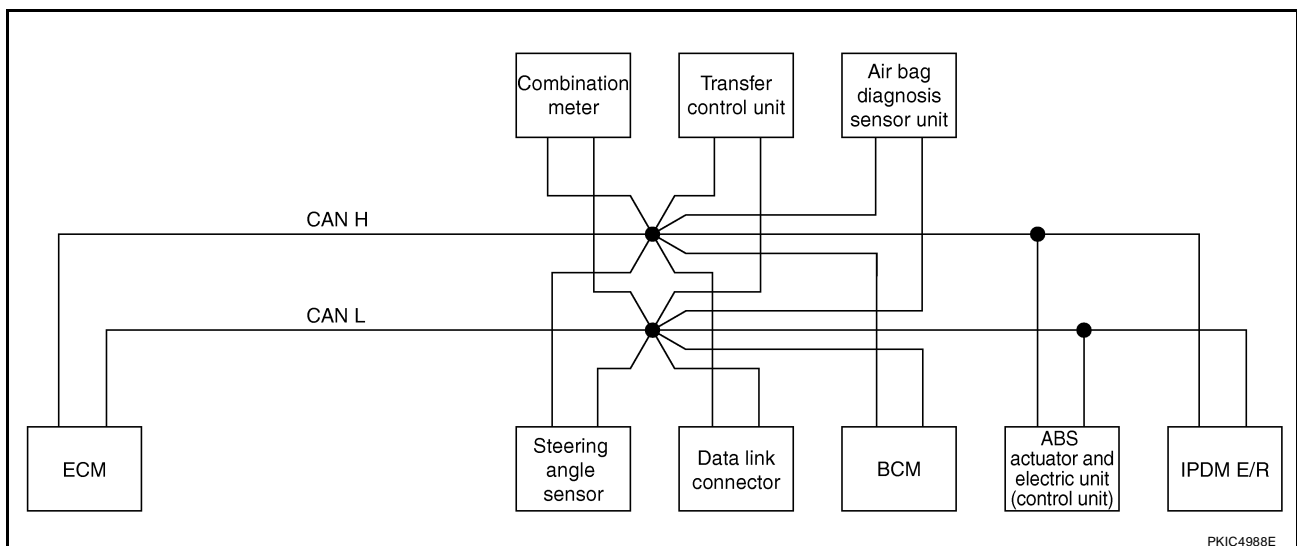 Combination
meter
Transfer
control unit
Air bag
diagnosis
sensor unit
CAN H
CAN L
ECM
Steering
angle
sensor
Data link
connector
BCM
ABS
actuator and
electric unit
(control unit)
IPDM E/R
PKIC4988E